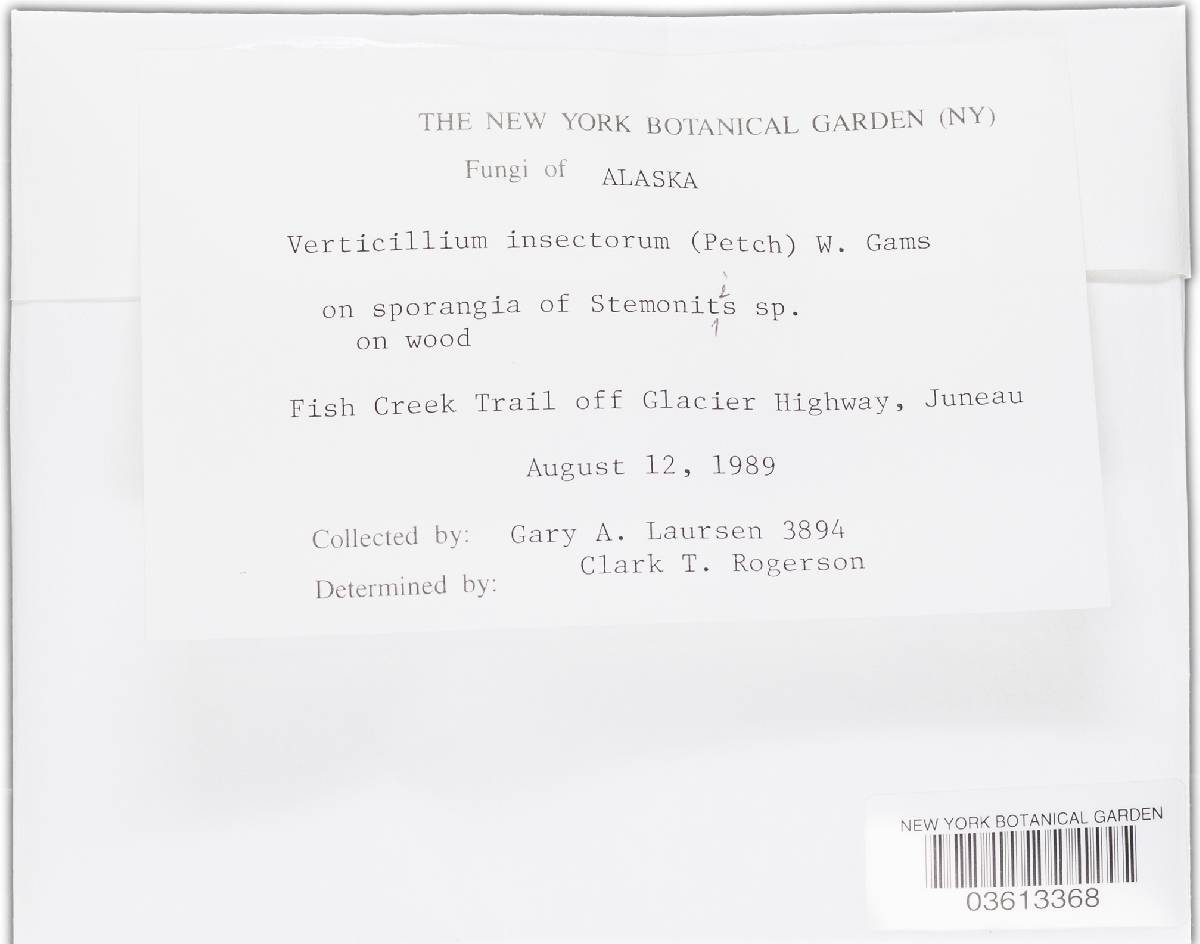 THE NEW YORK BOTANICAL GARDEN (NY)
Fungi of ALASKA
Verticillium insectorum (Petch) W. Gams
on sporangia of Stemonitis sp.
on wood
Fish Creek Trail off Glacier Highway, Juneau
August 12, 1989
Collected by: Gary A. Laursen 3894
Determined by: Clark T. Rogerson
NEW YORK BOTANICAL GARDEN
03613368